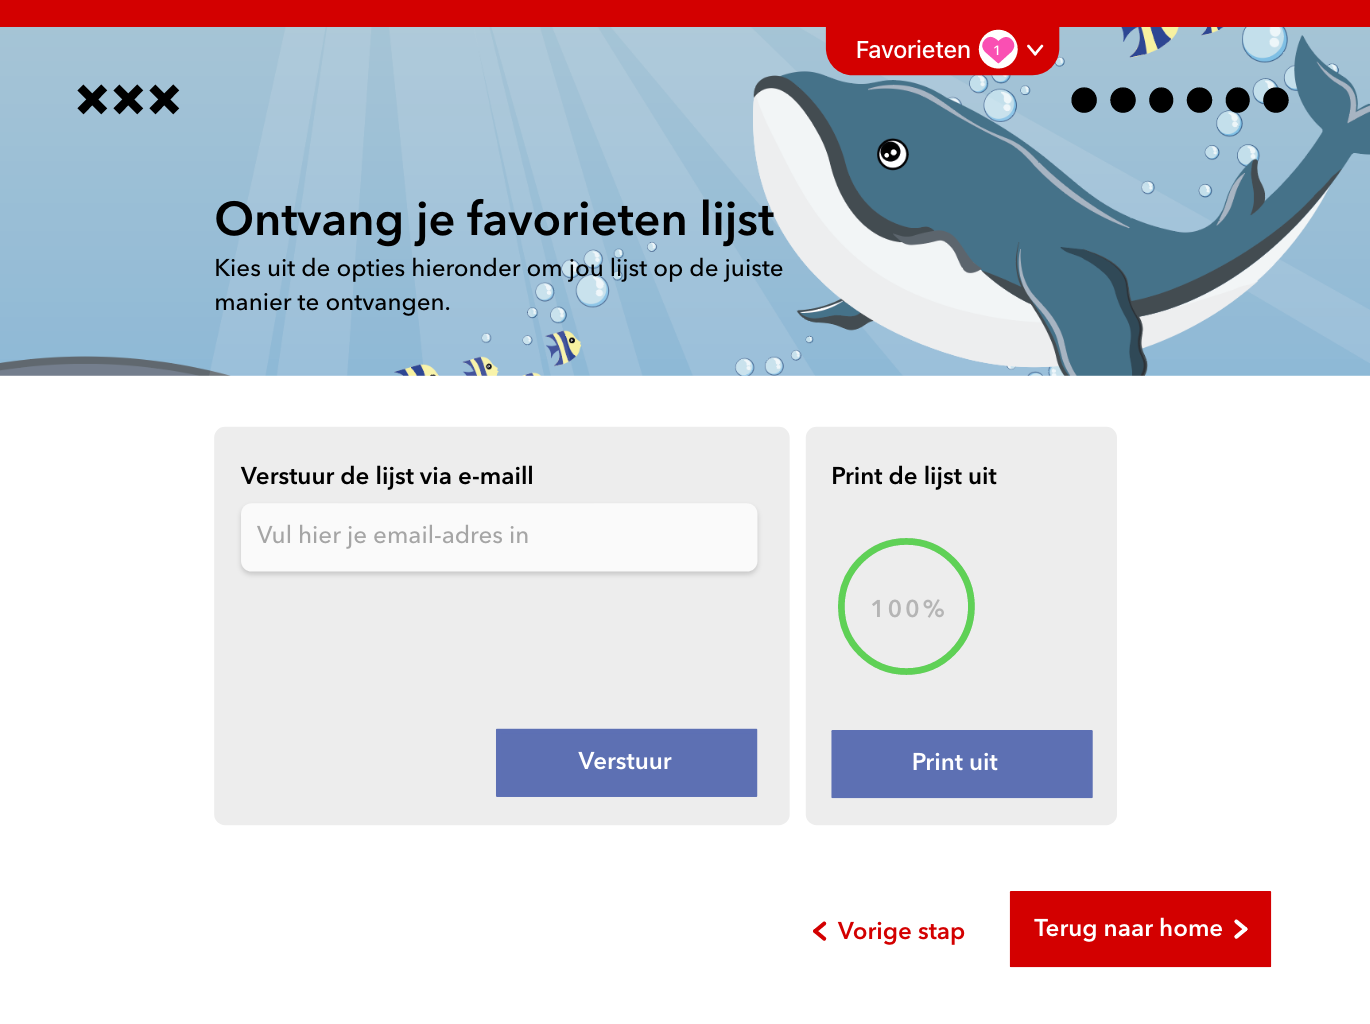 Favorieten 1
Ontvang je favorieten lijst
Kies uit de opties hieronder om jou lijst op de juiste
manier te ontvangen.
Verstuur de lijst via e-maill
Vul hier je email-adres in
Verstuur
Print de lijst uit
100%
Print uit
Vorige stap
Terug naar home